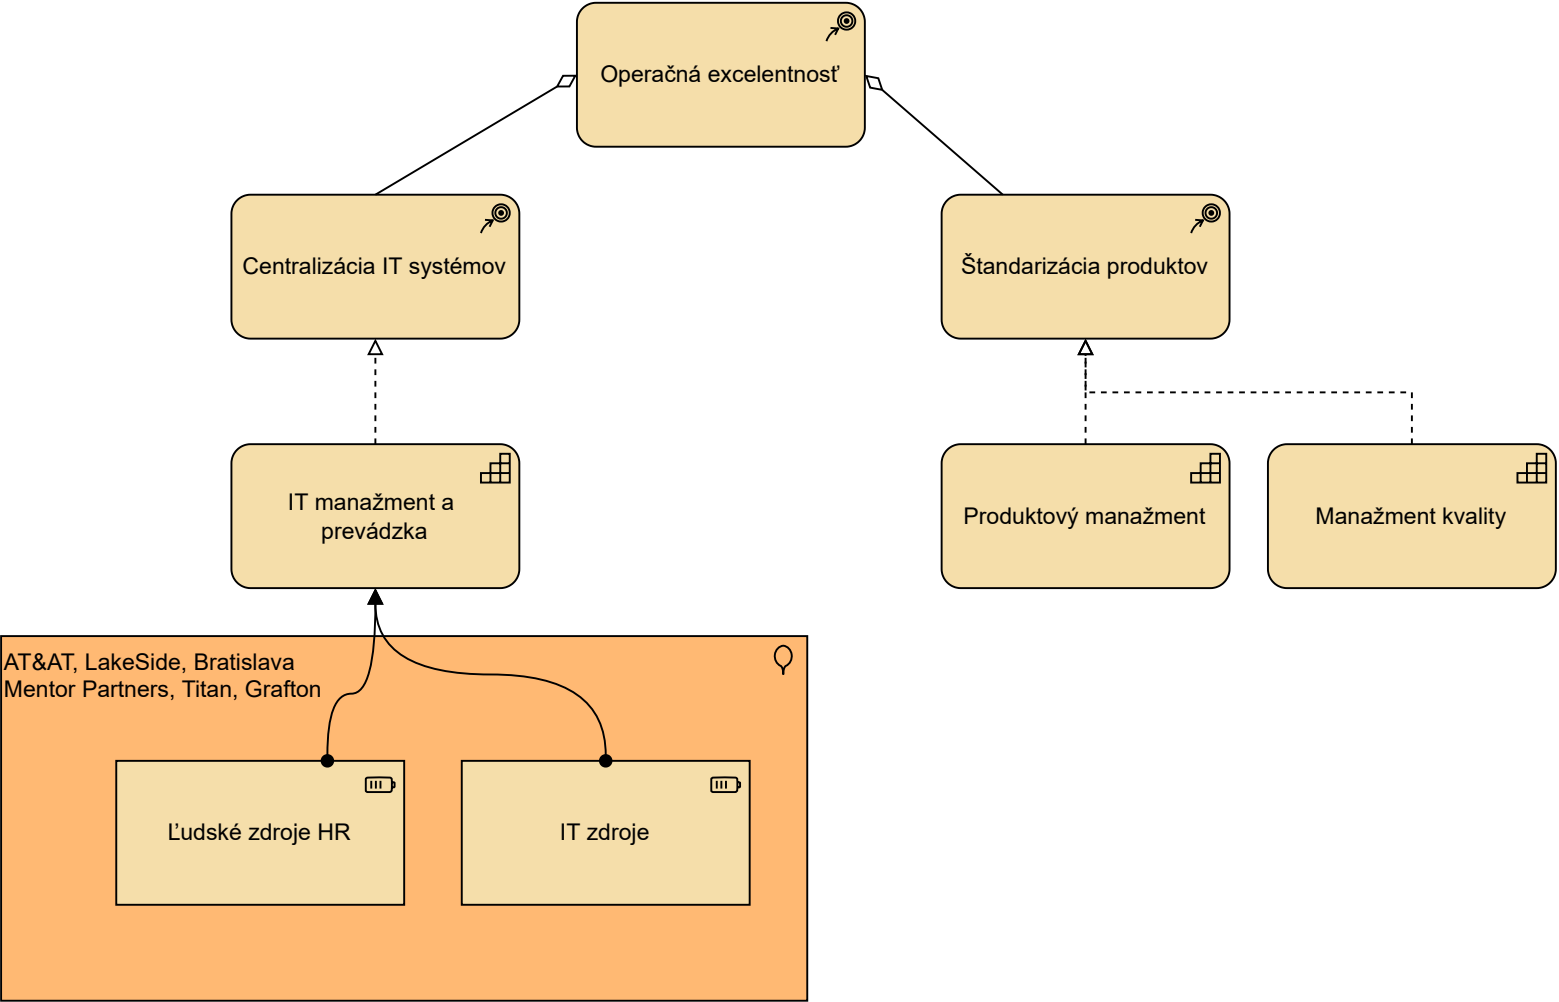 Operačná excelentnosť
Centralizácia IT systémov
Štandarizácia produktov
IT manažment a
prevádzka
Produktový manažment
Manažment kvality
AT&AT, LakeSide, Bratislava
Mentor Partners, Titan, Grafton
Ľudské zdroje HR
IT zdroje